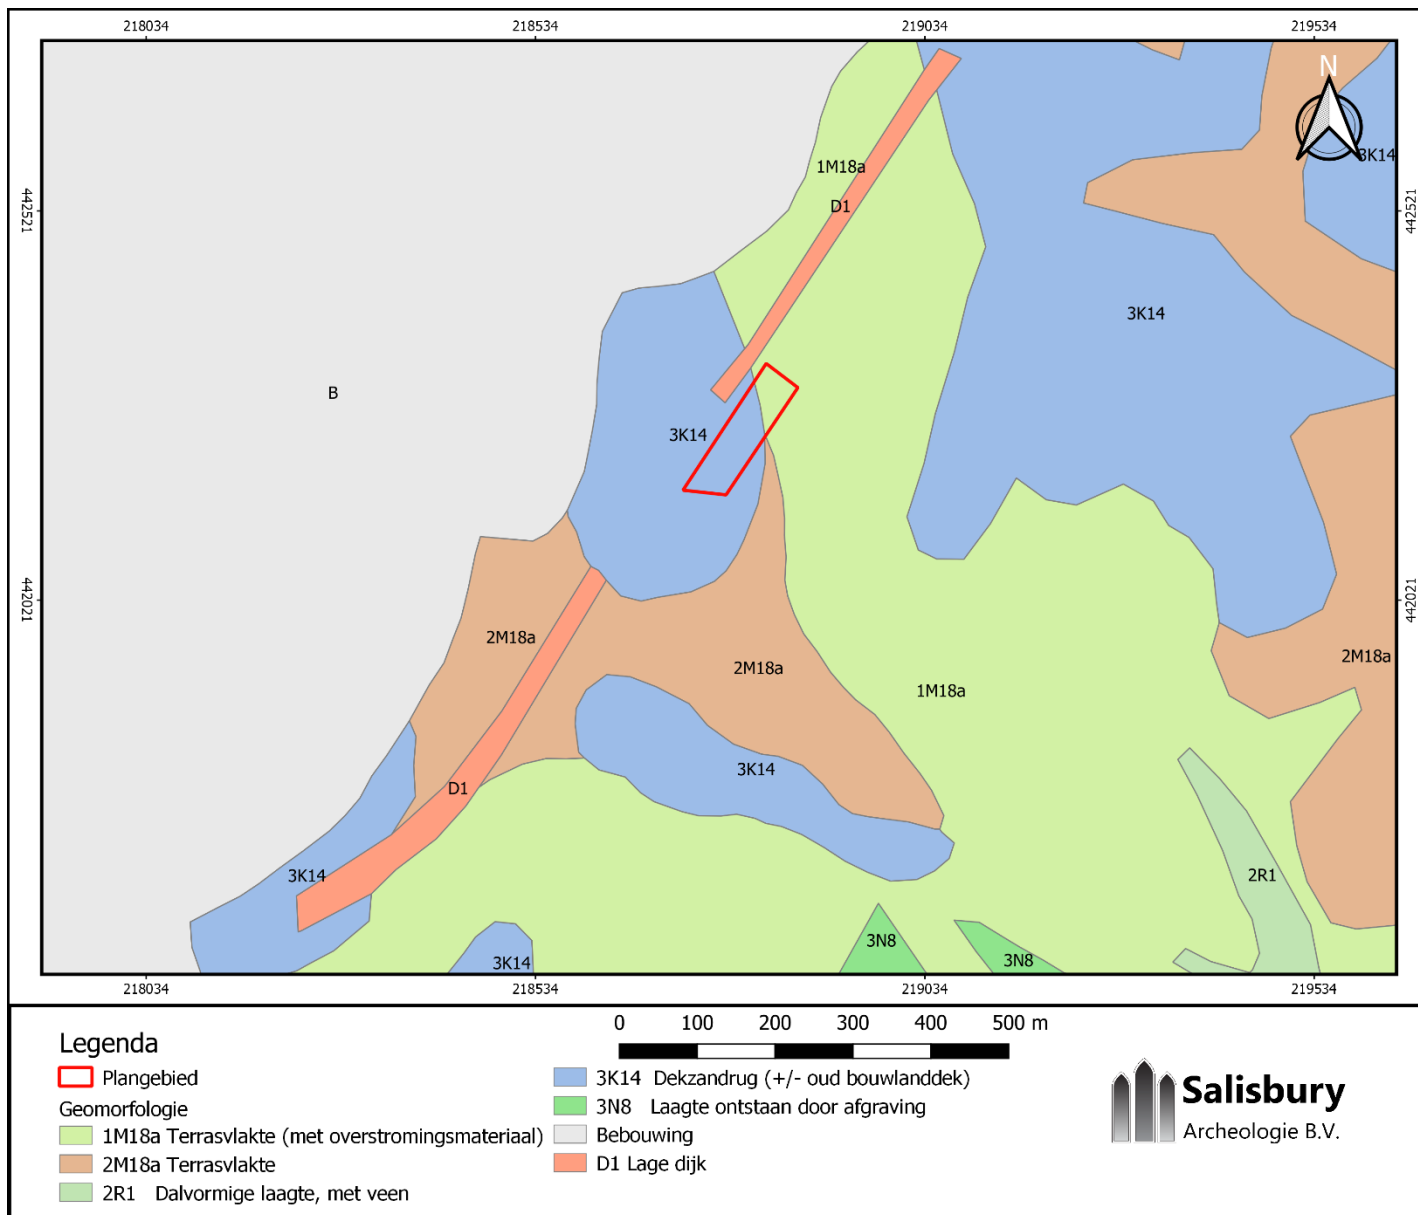 218034 218534 219034 219534
N
3K14
1M18a
D1
442521 442521
3K14
B
3K14
442021 442021
2M18a
2M18a
2M18a
1M18a
3K14
D1
3K14
2R1
3N8
3K14
3N8
218034 218534 219034 219534
0 100 200 300 400 500 m
Legenda
Plangebied
Geomorfologie
1M18a Terrasvlakte (met overstromingsmateriaal)
2M18a Terrasvlakte
2R1 Dalvormige laagte, met veen
3K14 Dekzandrug (+/- oud bouwlanddek)
3N8 Laagte ontstaan door afgraving
Bebouwing
D1 Lage dijk
Salisbury
Archeologie B.V.